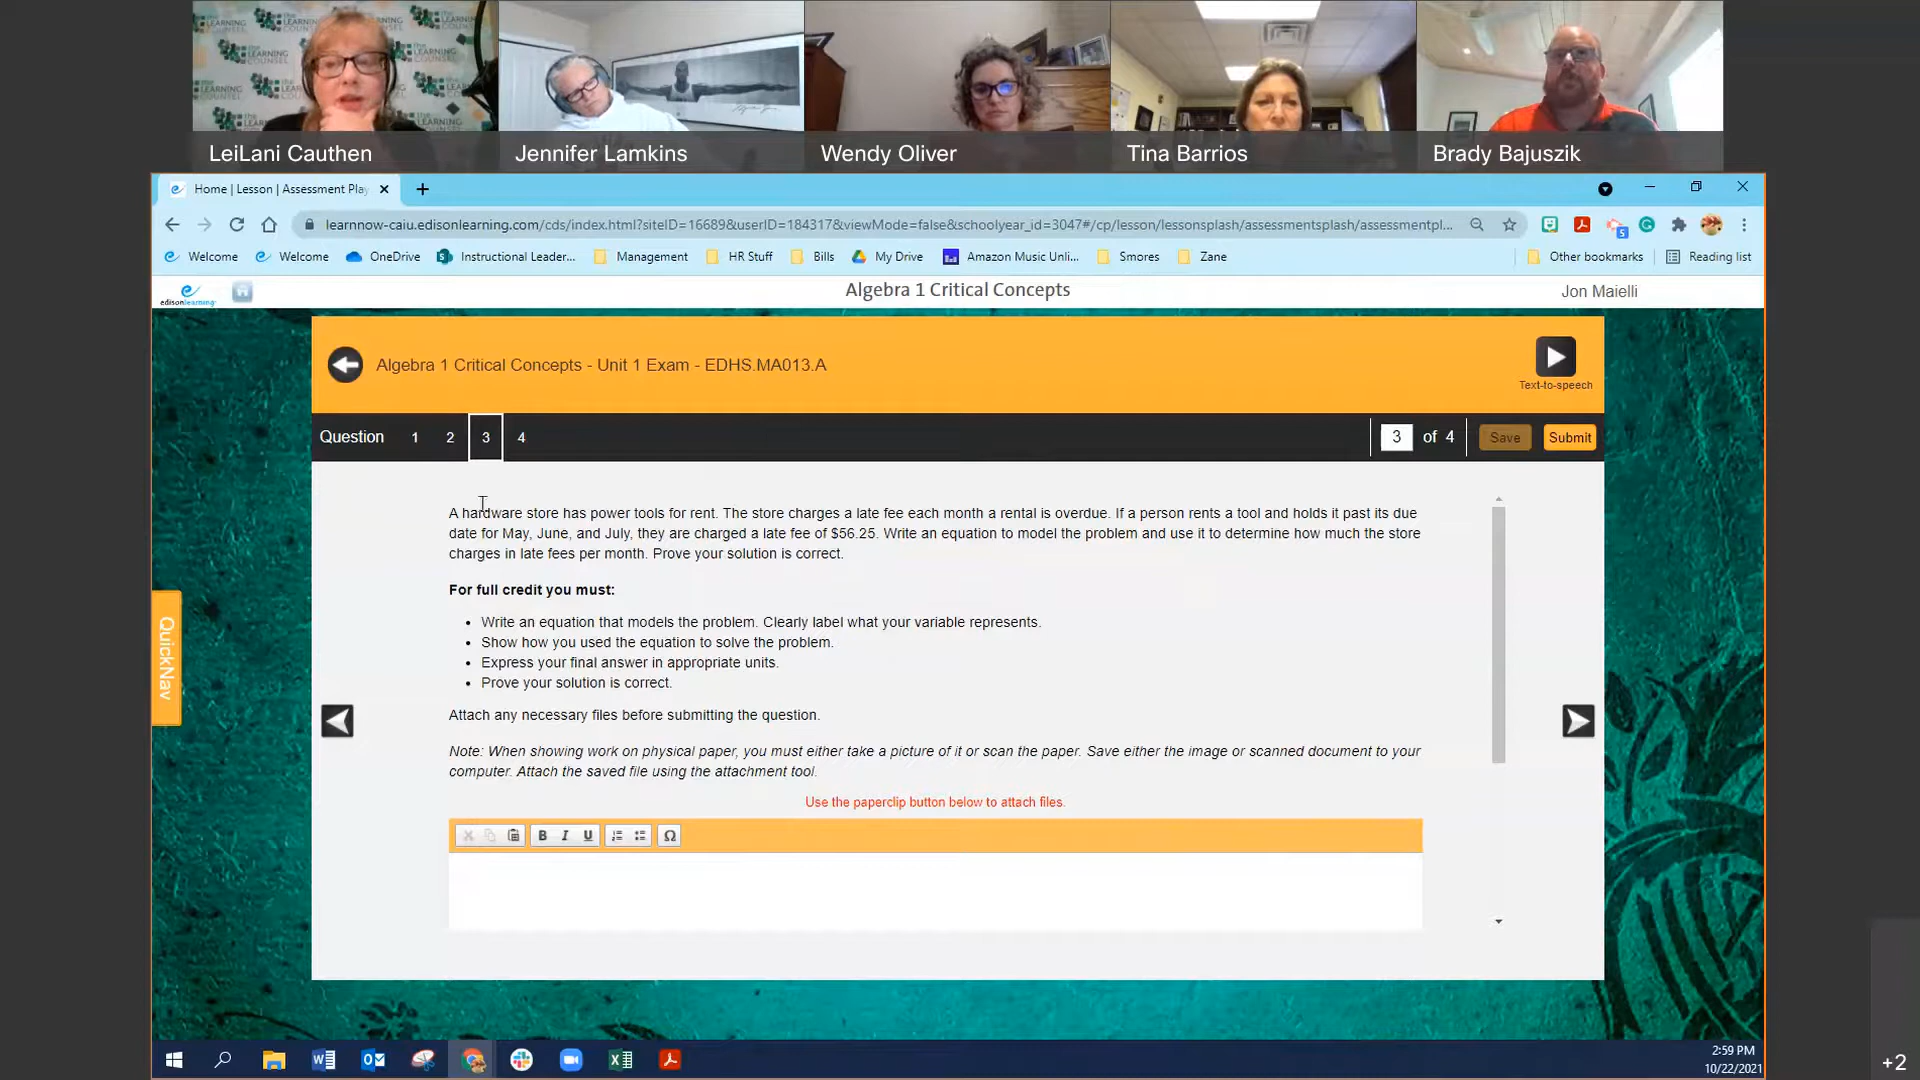 LeiLani Cauthen
Jennifer Lamkins
Wendy Oliver
Tina Barrios
Brady Bajuszik
Home | Lesson | Assessment Play
learnnow-caiu.edisonlearning.com/cds/index.html?siteID=16689&userID=184317&viewMode=false&schoolyear_id=3047#/cp/lesson/lessonsplash/assessmentsplash/assessmentpl...
Welcome Welcome OneDrive Instructional Leader... Management HR Stuff Bills My Drive Amazon Music Unli... Smores Zane Other bookmarks Reading list
edisonlearning Algebra 1 Critical Concepts Jon Maielli
Algebra 1 Critical Concepts - Unit 1 Exam - EDHS.MA013.A
Text-to-speech
Question 1 2 3 4 3 of 4 Save Submit
A hardware store has power tools for rent. The store charges a late fee each month a rental is overdue. If a person rents a tool and holds it past its due
date for May, June, and July, they are charged a late fee of $56.25. Write an equation to model the problem and use it to determine how much the store
charges in late fees per month. Prove your solution is correct.
For full credit you must:
• Write an equation that models the problem. Clearly label what your variable represents.
• Show how you used the equation to solve the problem.
• Express your final answer in appropriate units.
• Prove your solution is correct.
QuickNav
Attach any necessary files before submitting the question.
Note: When showing work on physical paper, you must either take a picture of it or scan the paper. Save either the image or scanned document to your
computer. Attach the saved file using the attachment tool.
Use the paperclip button below to attach files.
B I U Ω
2:59 PM
10/22/2021
+2